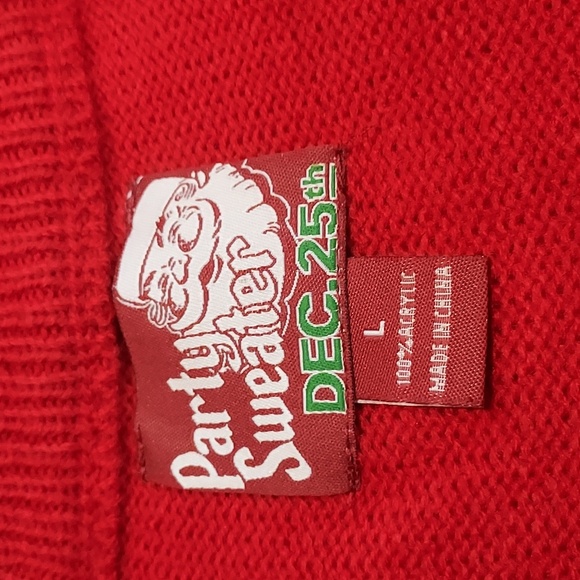 Party
Sweater
DEC. 25th
L
100% ACRYLIC
MADE IN CHINA